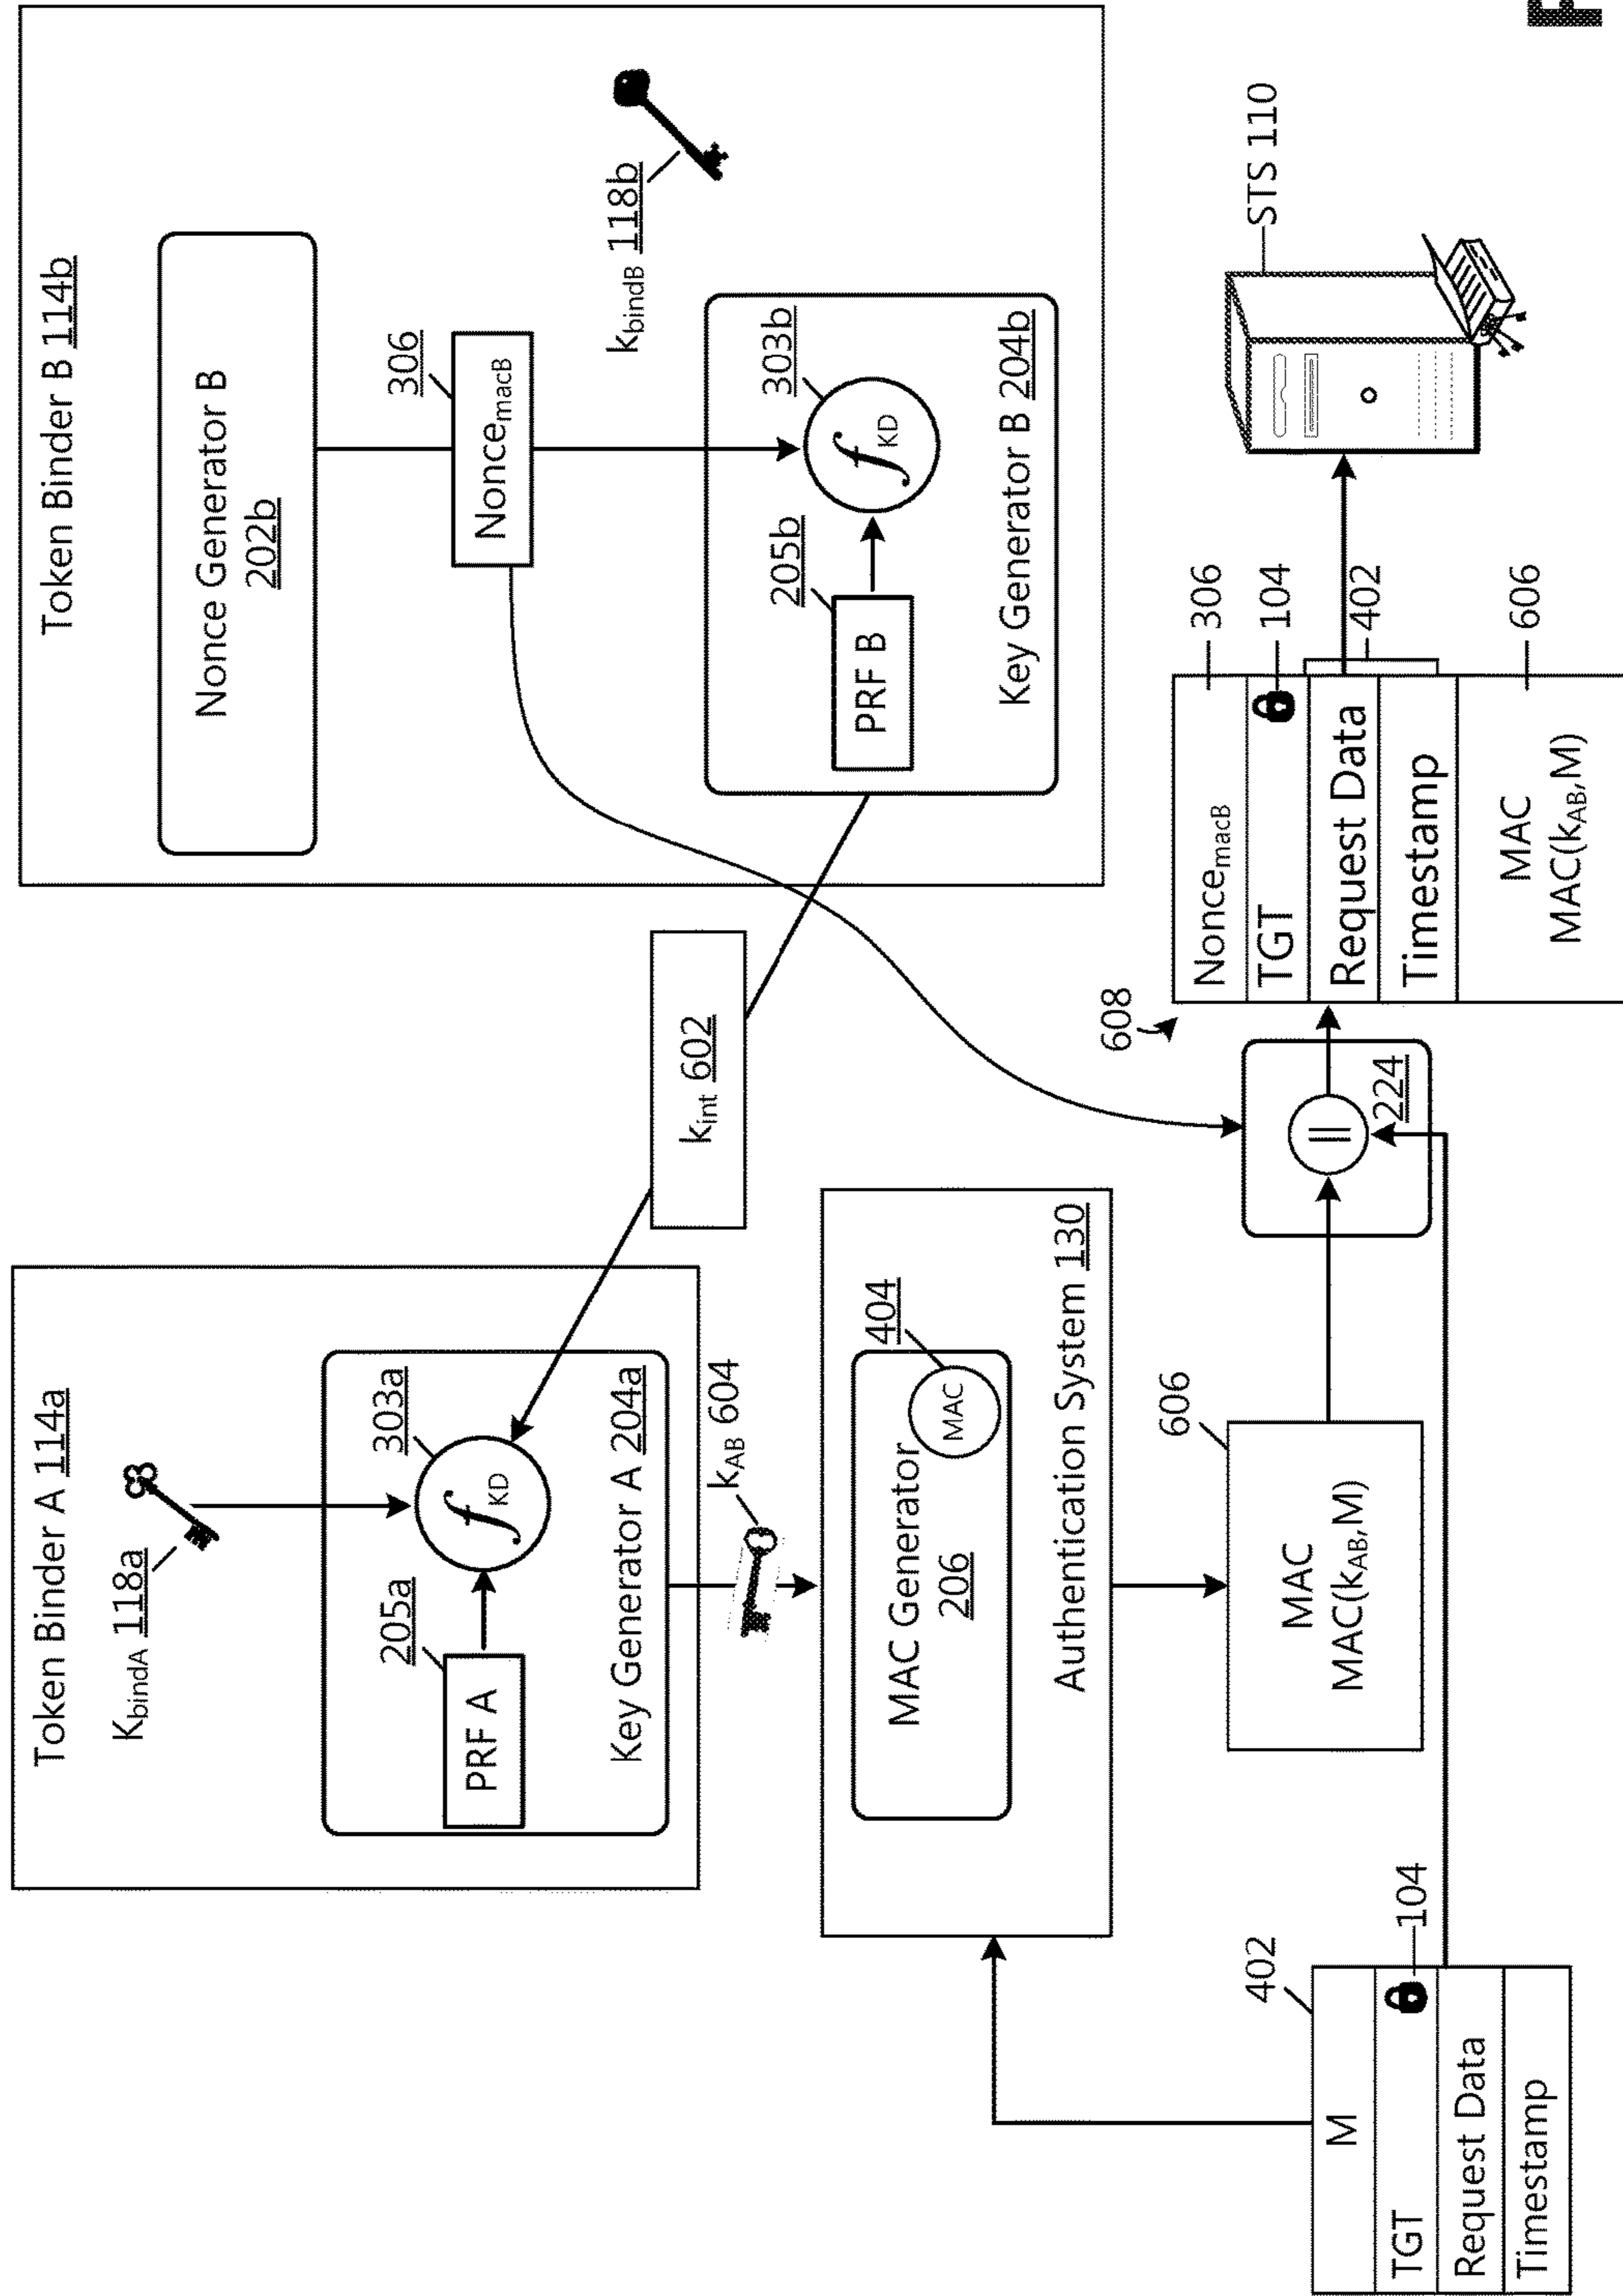 Token Binder A 114a
KbindA 118a
205a
303a
PRF A
fKD
Key Generator A 204a
kAB 604
kint 602
Token Binder B 114b
Nonce Generator B
202b
306
NoncemacB
kbindB 118b
205b
303b
PRF B
fKD
Key Generator B 204b
MAC Generator
206
404
MAC
Authentication System 130
402
M
TGT
104
Request Data
Timestamp
606
MAC
MAC(kAB,M)
||
224
608
NoncemacB
306
TGT
104
Request Data
402
Timestamp
MAC
MAC(kAB,M)
606
STS 110